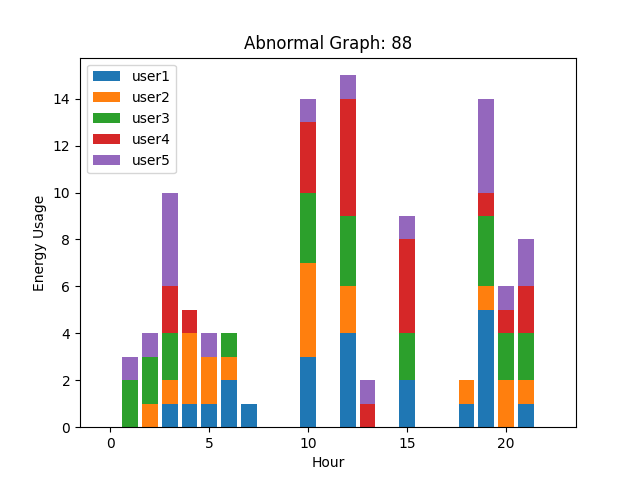 Abnormal Graph: 88
user1
user2
user3
user4
user5
Energy Usage
14
12
10
8
6
4
2
0
0 5 10 15 20
Hour